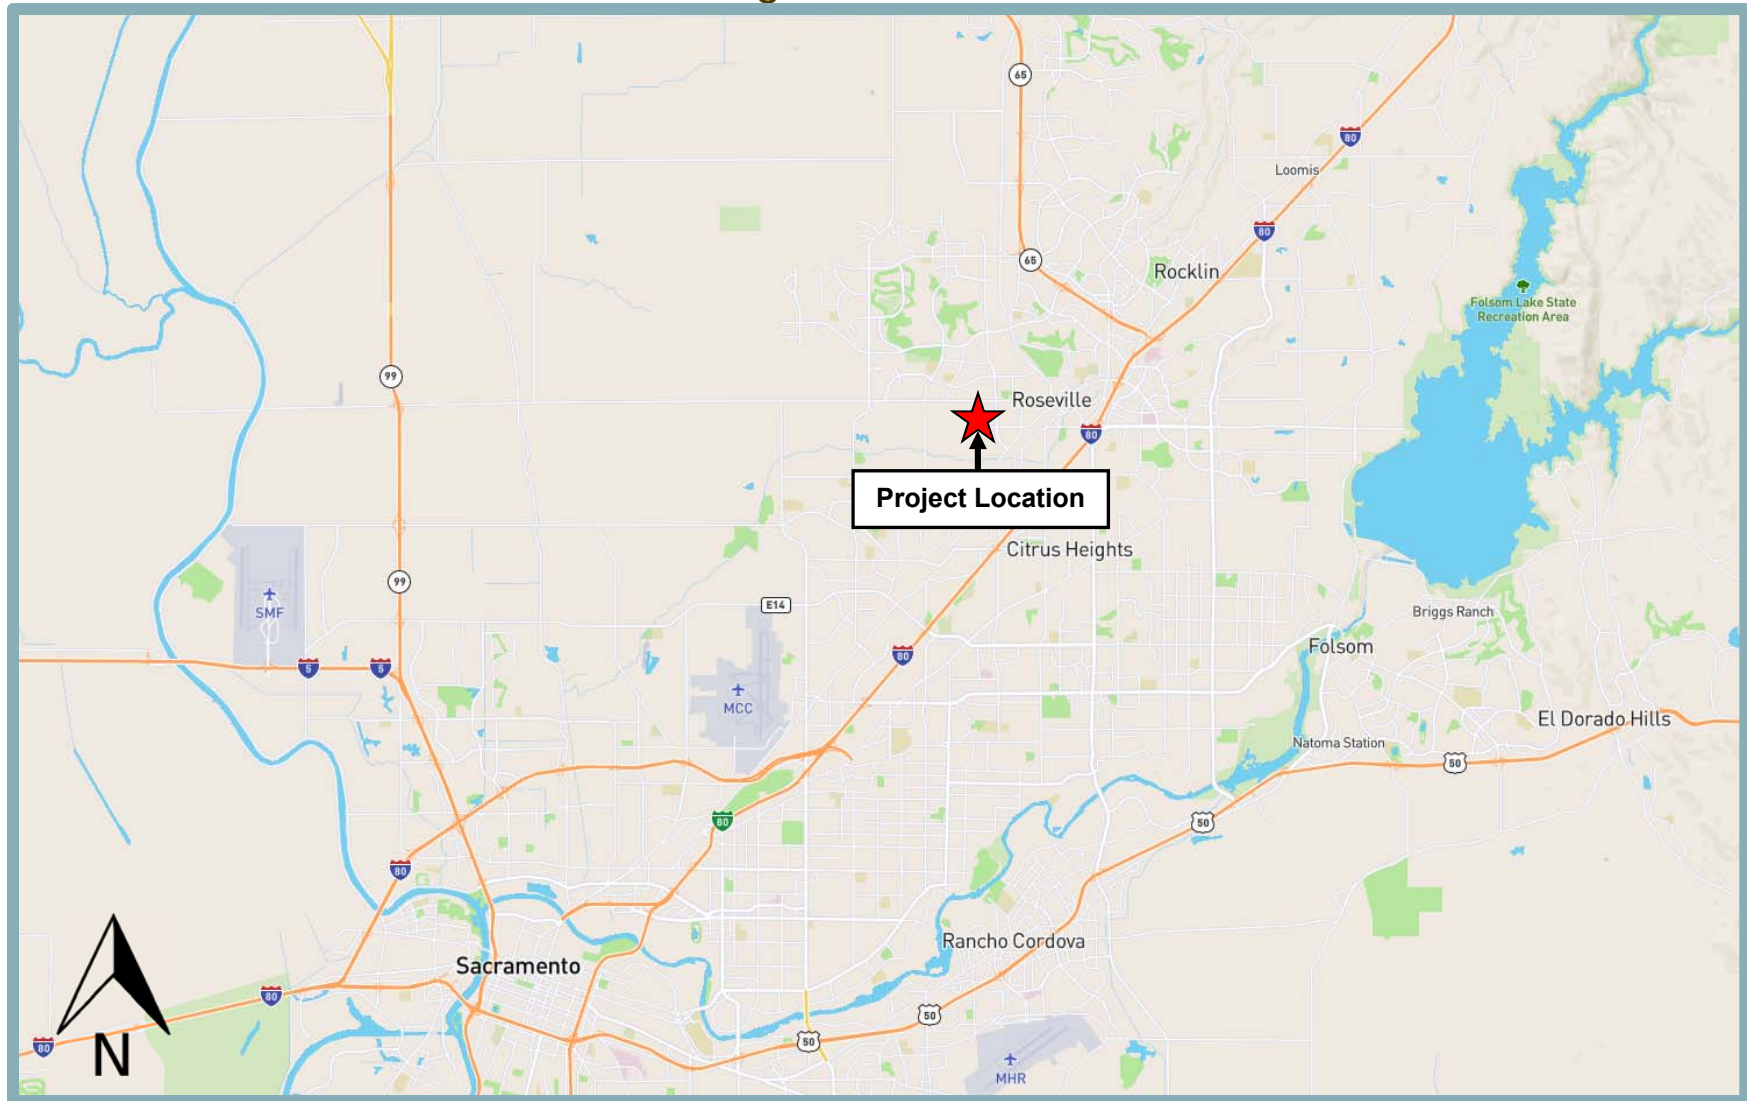 65
80
Loomis
80
65
Rocklin
Folsom Lake State
Recreation Area
99
Roseville
80
Project Location
Citrus Heights
99
SMF
E14
Briggs Ranch
Folsom
80
5
5
MCC
El Dorado Hills
Natoma Station
50
80
50
80
Rancho Cordova
Sacramento
80
50
50
80
N
MHR